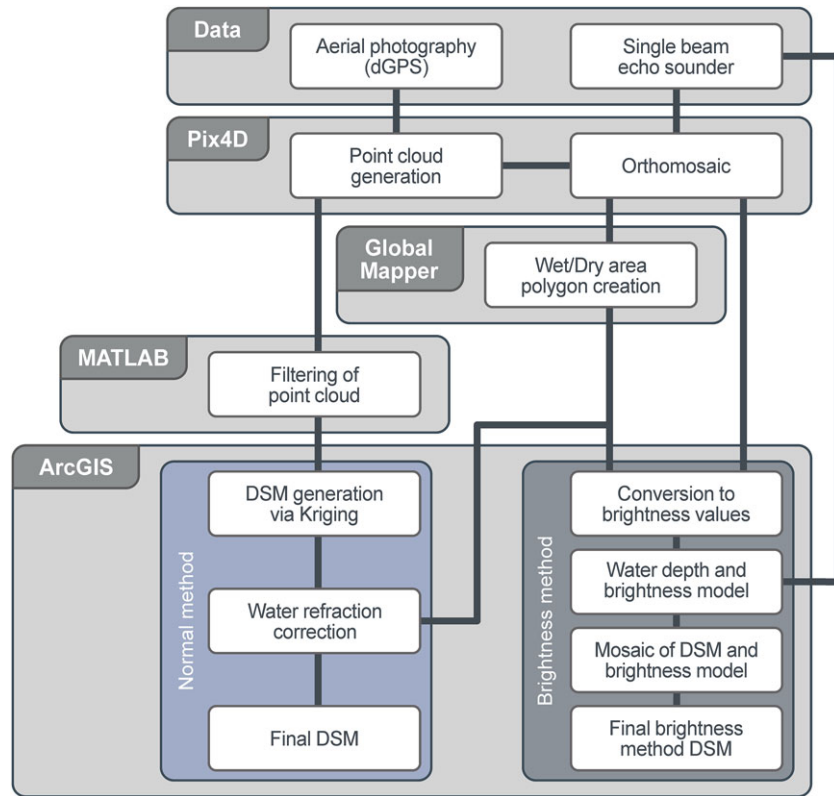 Data
Aerial photography
(dGPS)
Single beam
echo sounder
Pix4D
Point cloud
generation
Orthomosaic
Global
Mapper
Wet/Dry area
polygon creation
MATLAB
Filtering of
point cloud
ArcGIS
Normal method
DSM generation
via Kriging
Water refraction
correction
Final DSM
Brightness method
Conversion to
brightness values
Water depth and
brightness model
Mosaic of DSM and
brightness model
Final brightness
method DSM